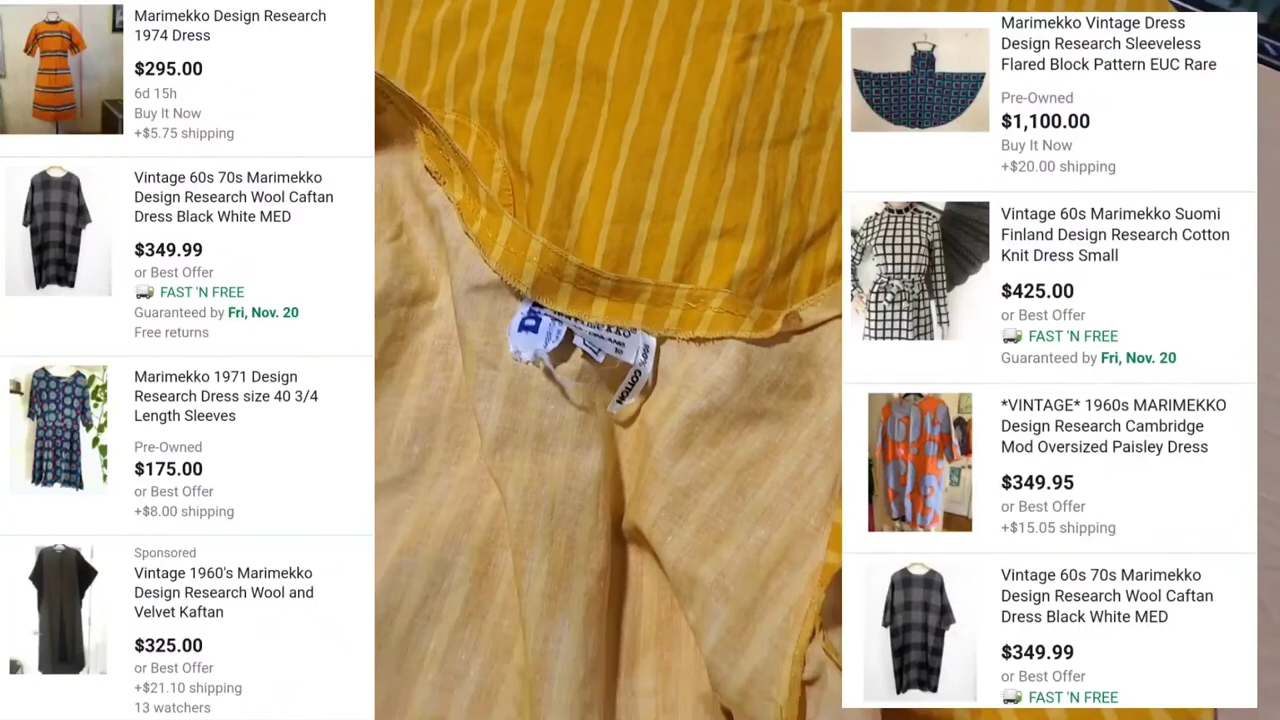 Marimekko Design Research
1974 Dress
$295.00
6d 15h
Buy It Now
+$5.75 shipping
Vintage 60s 70s Marimekko
Design Research Wool Caftan
Dress Black White MED
$349.99
or Best Offer
FAST 'N FREE
Guaranteed by Fri, Nov. 20
Free returns
Marimekko 1971 Design
Research Dress size 40 3/4
Length Sleeves
Pre-Owned
$175.00
or Best Offer
+$8.00 shipping
Sponsored
Vintage 1960's Marimekko
Design Research Wool and
Velvet Kaftan
$325.00
or Best Offer
+$21.10 shipping
13 watchers
COTTON
Marimekko Vintage Dress
Design Research Sleeveless
Flared Block Pattern EUC Rare
Pre-Owned
$1,100.00
Buy It Now
+$20.00 shipping
Vintage 60s Marimekko Suomi
Finland Design Research Cotton
Knit Dress Small
$425.00
or Best Offer
FAST 'N FREE
Guaranteed by Fri, Nov. 20
*VINTAGE* 1960s MARIMEKKO
Design Research Cambridge
Mod Oversized Paisley Dress
$349.95
or Best Offer
+$15.05 shipping
Vintage 60s 70s Marimekko
Design Research Wool Caftan
Dress Black White MED
$349.99
or Best Offer
FAST 'N FREE